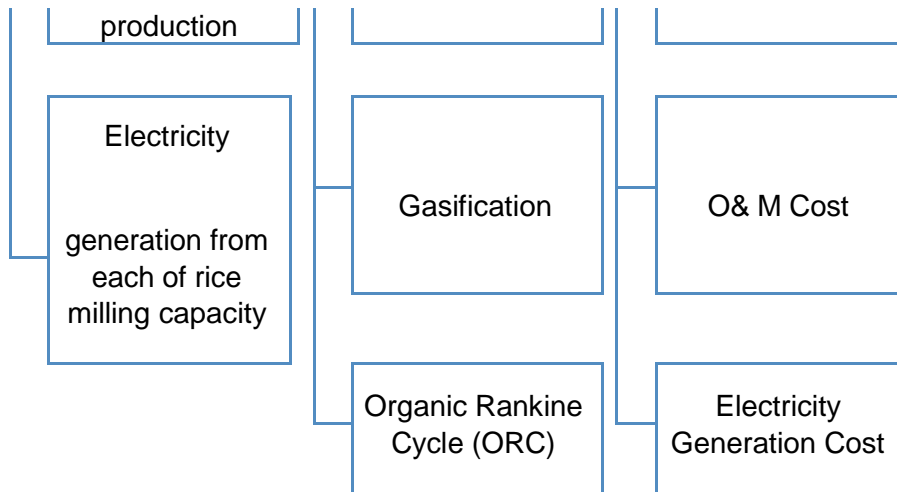 production
Electricity
generation from
each of rice
milling capacity
Gasification
Organic Rankine
Cycle (ORC)
O& M Cost
Electricity
Generation Cost